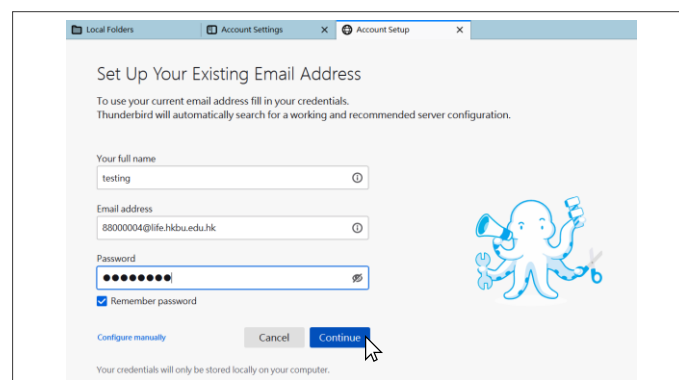 Local Folders Account Settings Account Setup
Set Up Your Existing Email Address
To use your current email address fill in your credentials.
Thunderbird will automatically search for a working and recommended server configuration.
Your full name
testing
Email address
88000004@life.hkbu.edu.hk
Password
●●●●●●●●
Remember password
Configure manually Cancel Continue
Your credentials will only be stored locally on your computer.